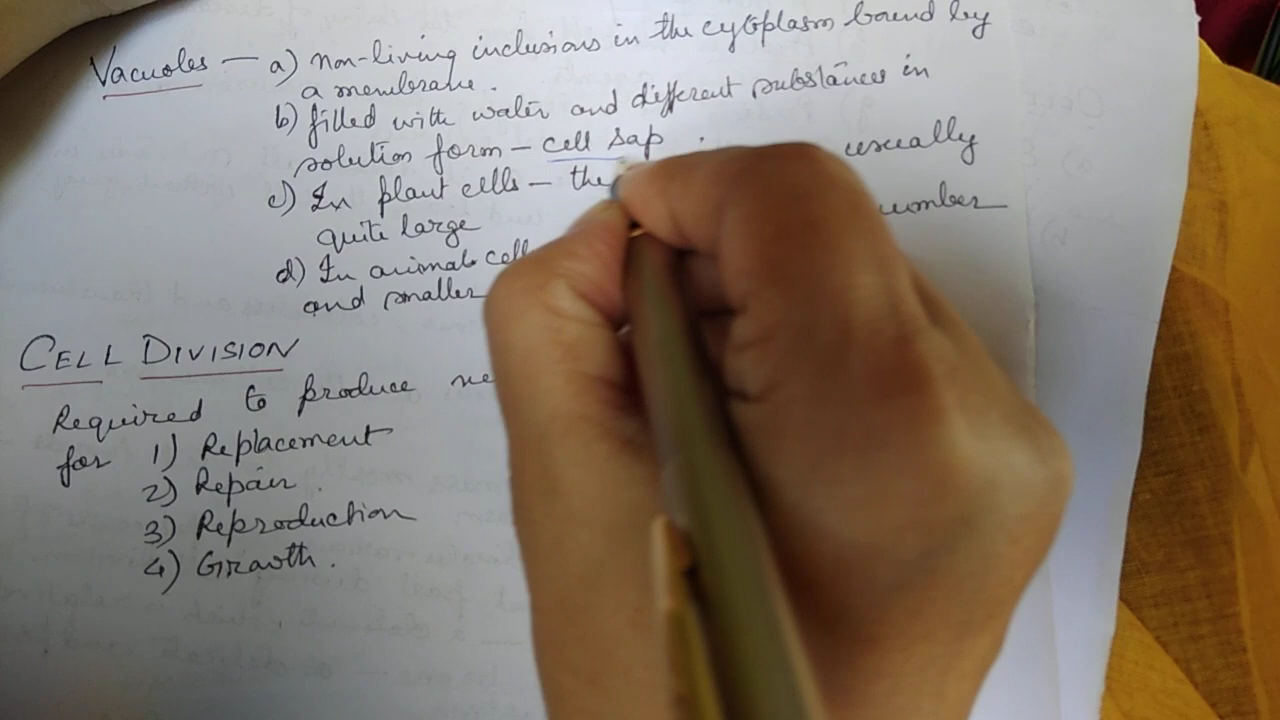 Vacuoles — a) non-living inclusions in the cytoplasm bound by
a membrane.
b) filled with water and different substances in
solution form – cell sap.
c) In plant cells – the usually
quite large
d) In animal cell number
and smaller
CELL DIVISION
Required to produce
for 1) Replacement
2) Repair.
3) Reproduction
4) Growth.